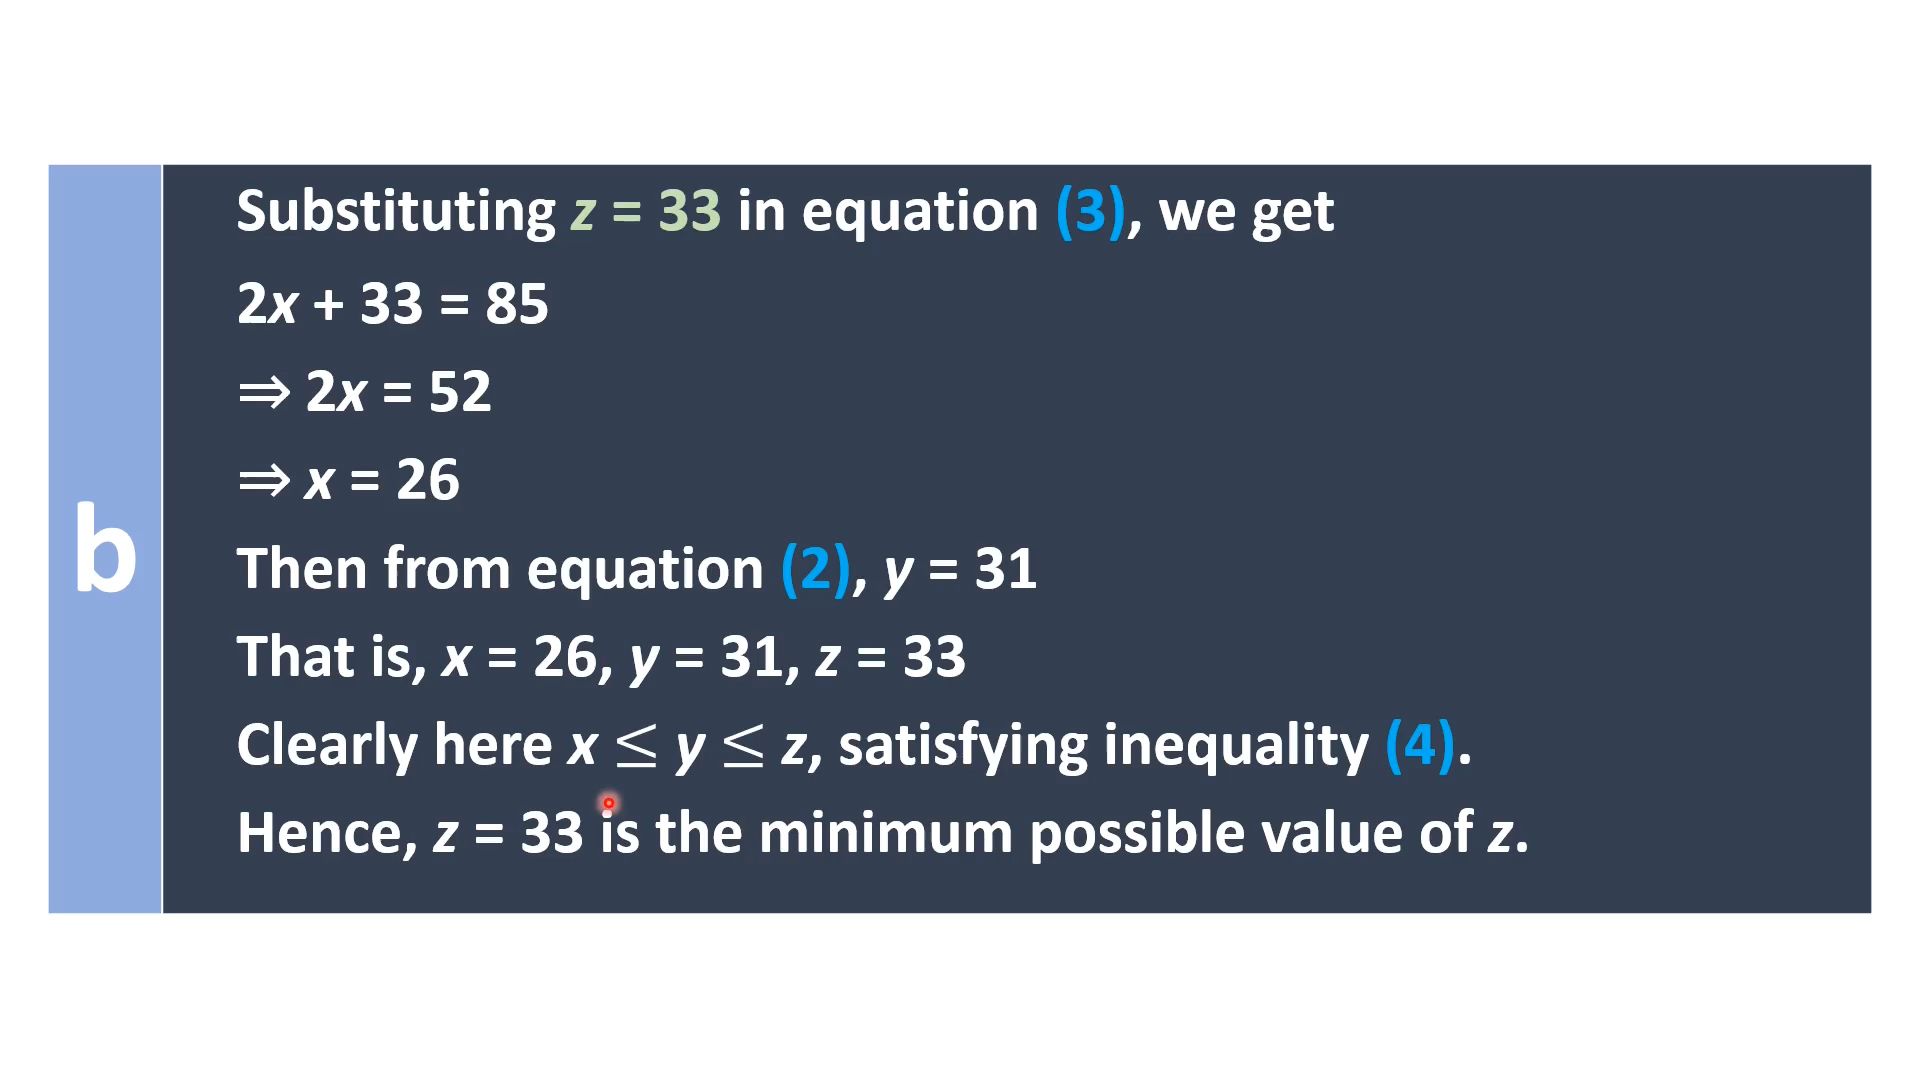 b
Substituting z = 33 in equation (3), we get
2x + 33 = 85
⇒ 2x = 52
⇒ x = 26
Then from equation (2), y = 31
That is, x = 26, y = 31, z = 33
Clearly here x ≤ y ≤ z, satisfying inequality (4).
Hence, z = 33 is the minimum possible value of z.